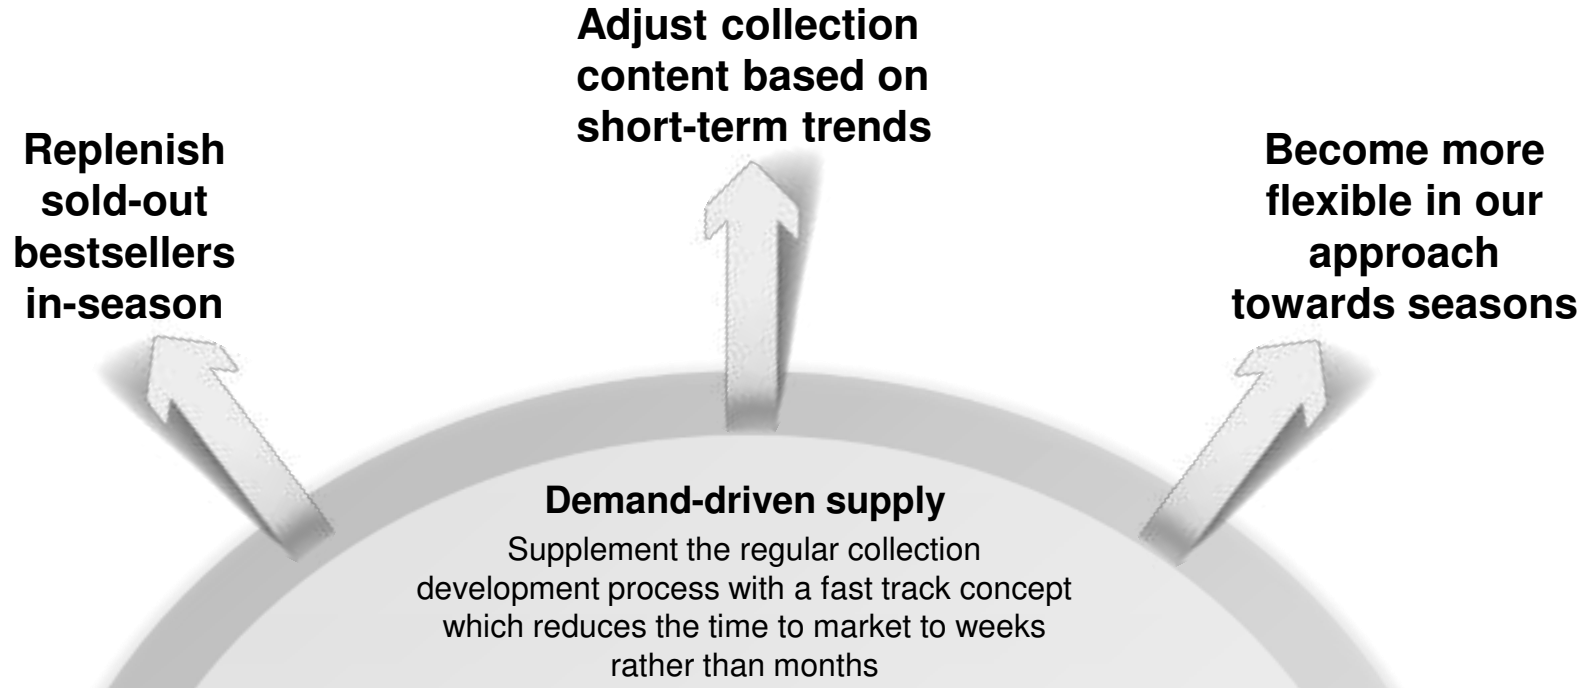 Adjust collection
content based on
short-term trends
Replenish
sold-out
bestsellers
in-season
Become more
flexible in our
approach
towards seasons
Demand-driven supply
Supplement the regular collection
development process with a fast track concept
which reduces the time to market to weeks
rather than months